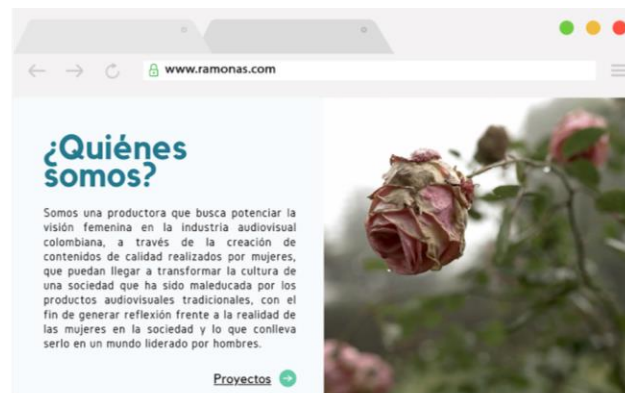 www.ramonas.com
¿Quiénes
somos?
Somos una productora que busca potenciar la
visión femenina en la industria audiovisual
colombiana, a través de la creación de
contenidos de calidad realizados por mujeres,
que puedan llegar a transformar la cultura de
una sociedad que ha sido maleducada por los
productos audiovisuales tradicionales, con el
fin de generar reflexión frente a la realidad de
las mujeres en la sociedad y lo que conlleva
serlo en un mundo liderado por hombres.
Proyectos